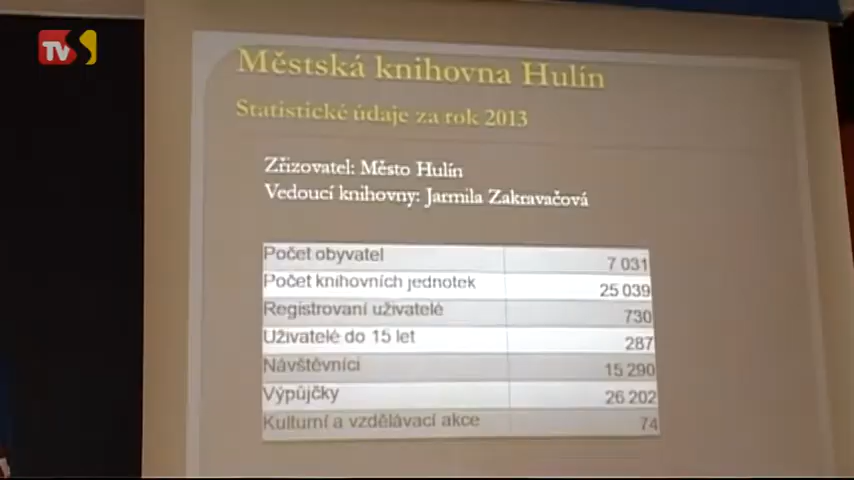 TVS
Městská knihovna Hulín
Statistické údaje za rok 2013
Zřizovatel: Město Hulín
Vedoucí knihovny: Jarmila Zakravačová
Počet obyvatel 7 031
Počet knihovních jednotek 25 039
Registrovaní uživatelé 730
Uživatelé do 15 let 287
Návštěvníci 15 290
Výpůjčky 26 202
Kulturní a vzdělávací akce 74